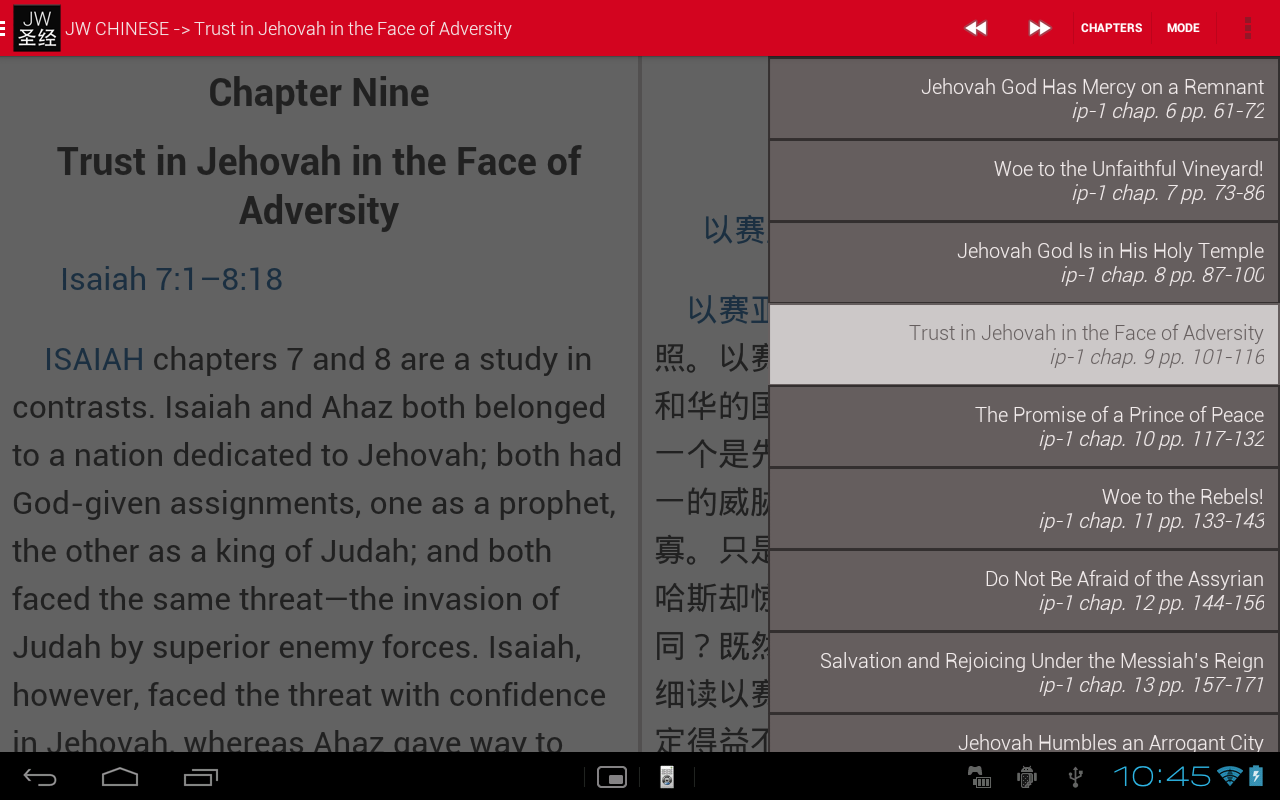 JW
圣经
JW CHINESE -> Trust in Jehovah in the Face of Adversity
CHAPTERS
MODE
Chapter Nine
Trust in Jehovah in the Face of
Adversity
Isaiah 7:1–8:18
ISAIAH chapters 7 and 8 are a study in
contrasts. Isaiah and Ahaz both belonged
to a nation dedicated to Jehovah; both had
God-given assignments, one as a prophet,
the other as a king of Judah; and both
faced the same threat—the invasion of
Judah by superior enemy forces. Isaiah,
however, faced the threat with confidence
in Jehovah, whereas Ahaz gave way to
以赛
以赛亚
照。以赛
和华的国
一个是先
一的威胁
寡。只是
哈斯却惊
同？既然
细读以赛
定得益不
Jehovah God Has Mercy on a Remnant
ip-1 chap. 6 pp. 61-72
Woe to the Unfaithful Vineyard!
ip-1 chap. 7 pp. 73-86
Jehovah God Is in His Holy Temple
ip-1 chap. 8 pp. 87-100
Trust in Jehovah in the Face of Adversity
ip-1 chap. 9 pp. 101-116
The Promise of a Prince of Peace
ip-1 chap. 10 pp. 117-132
Woe to the Rebels!
ip-1 chap. 11 pp. 133-143
Do Not Be Afraid of the Assyrian
ip-1 chap. 12 pp. 144-156
Salvation and Rejoicing Under the Messiah's Reign
ip-1 chap. 13 pp. 157-171
Jehovah Humbles an Arrogant City
10:45